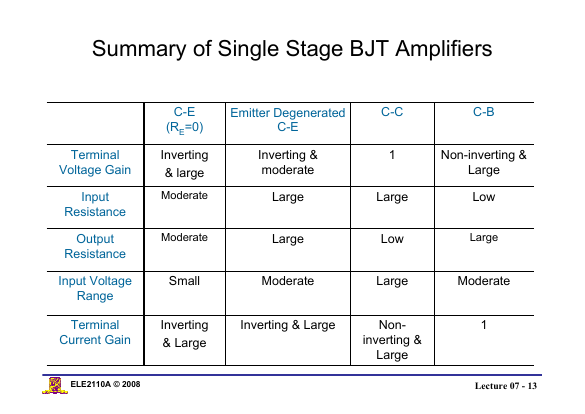 Summary of Single Stage BJT Amplifiers
C-E
(RE=0)
Emitter Degenerated
C-E
C-C
C-B
Terminal
Voltage Gain
Inverting
& large
Inverting &
moderate
1
Non-inverting &
Large
Input
Resistance
Moderate
Large
Large
Low
Output
Resistance
Moderate
Large
Low
Large
Input Voltage
Range
Small
Moderate
Large
Moderate
Terminal
Current Gain
Inverting
& Large
Inverting & Large
Non-
inverting &
Large
1
ELE2110A © 2008
Lecture 07 - 13